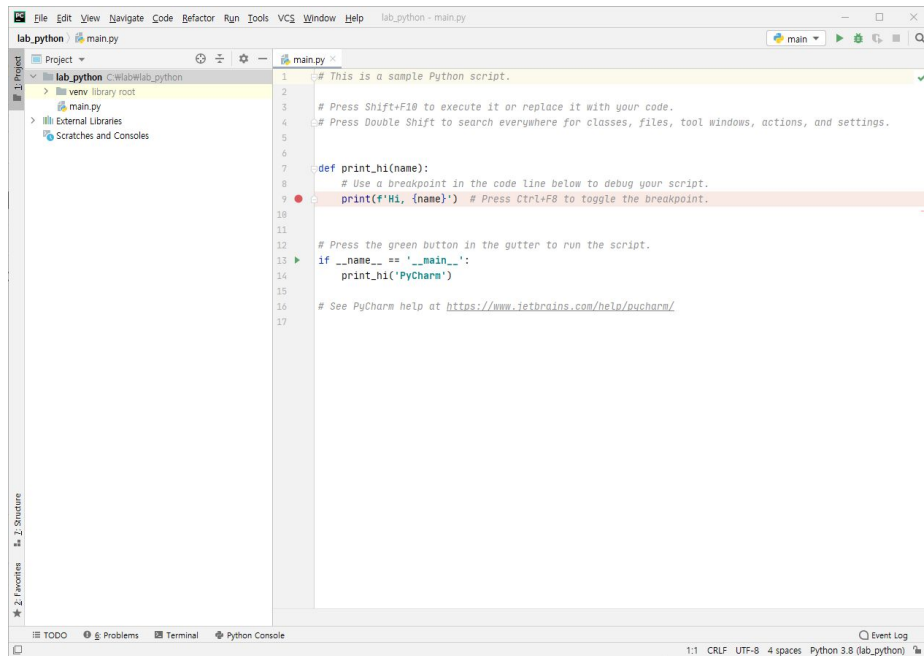 PC File Edit View Navigate Code Refactor Run Tools VCS Window Help lab_python - main.py
lab_python main.py main
1: Project
Project
lab_python C:₩lab₩lab_python
venv library root
main.py
External Libraries
Scratches and Consoles
main.py
1 # This is a sample Python script.
2
3 # Press Shift+F10 to execute it or replace it with your code.
4 # Press Double Shift to search everywhere for classes, files, tool windows, actions, and settings.
5
6
7 def print_hi(name):
8 # Use a breakpoint in the code line below to debug your script.
9 print(f'Hi, {name}') # Press Ctrl+F8 to toggle the breakpoint.
10
11
12 # Press the green button in the gutter to run the script.
13 if __name__ == '__main__':
14 print_hi('PyCharm')
15
16 # See PyCharm help at https://www.jetbrains.com/help/pycharm/
17
7: Structure
2: Favorites
TODO 6: Problems Terminal Python Console Event Log
1:1 CRLF UTF-8 4 spaces Python 3.8 (lab_python)